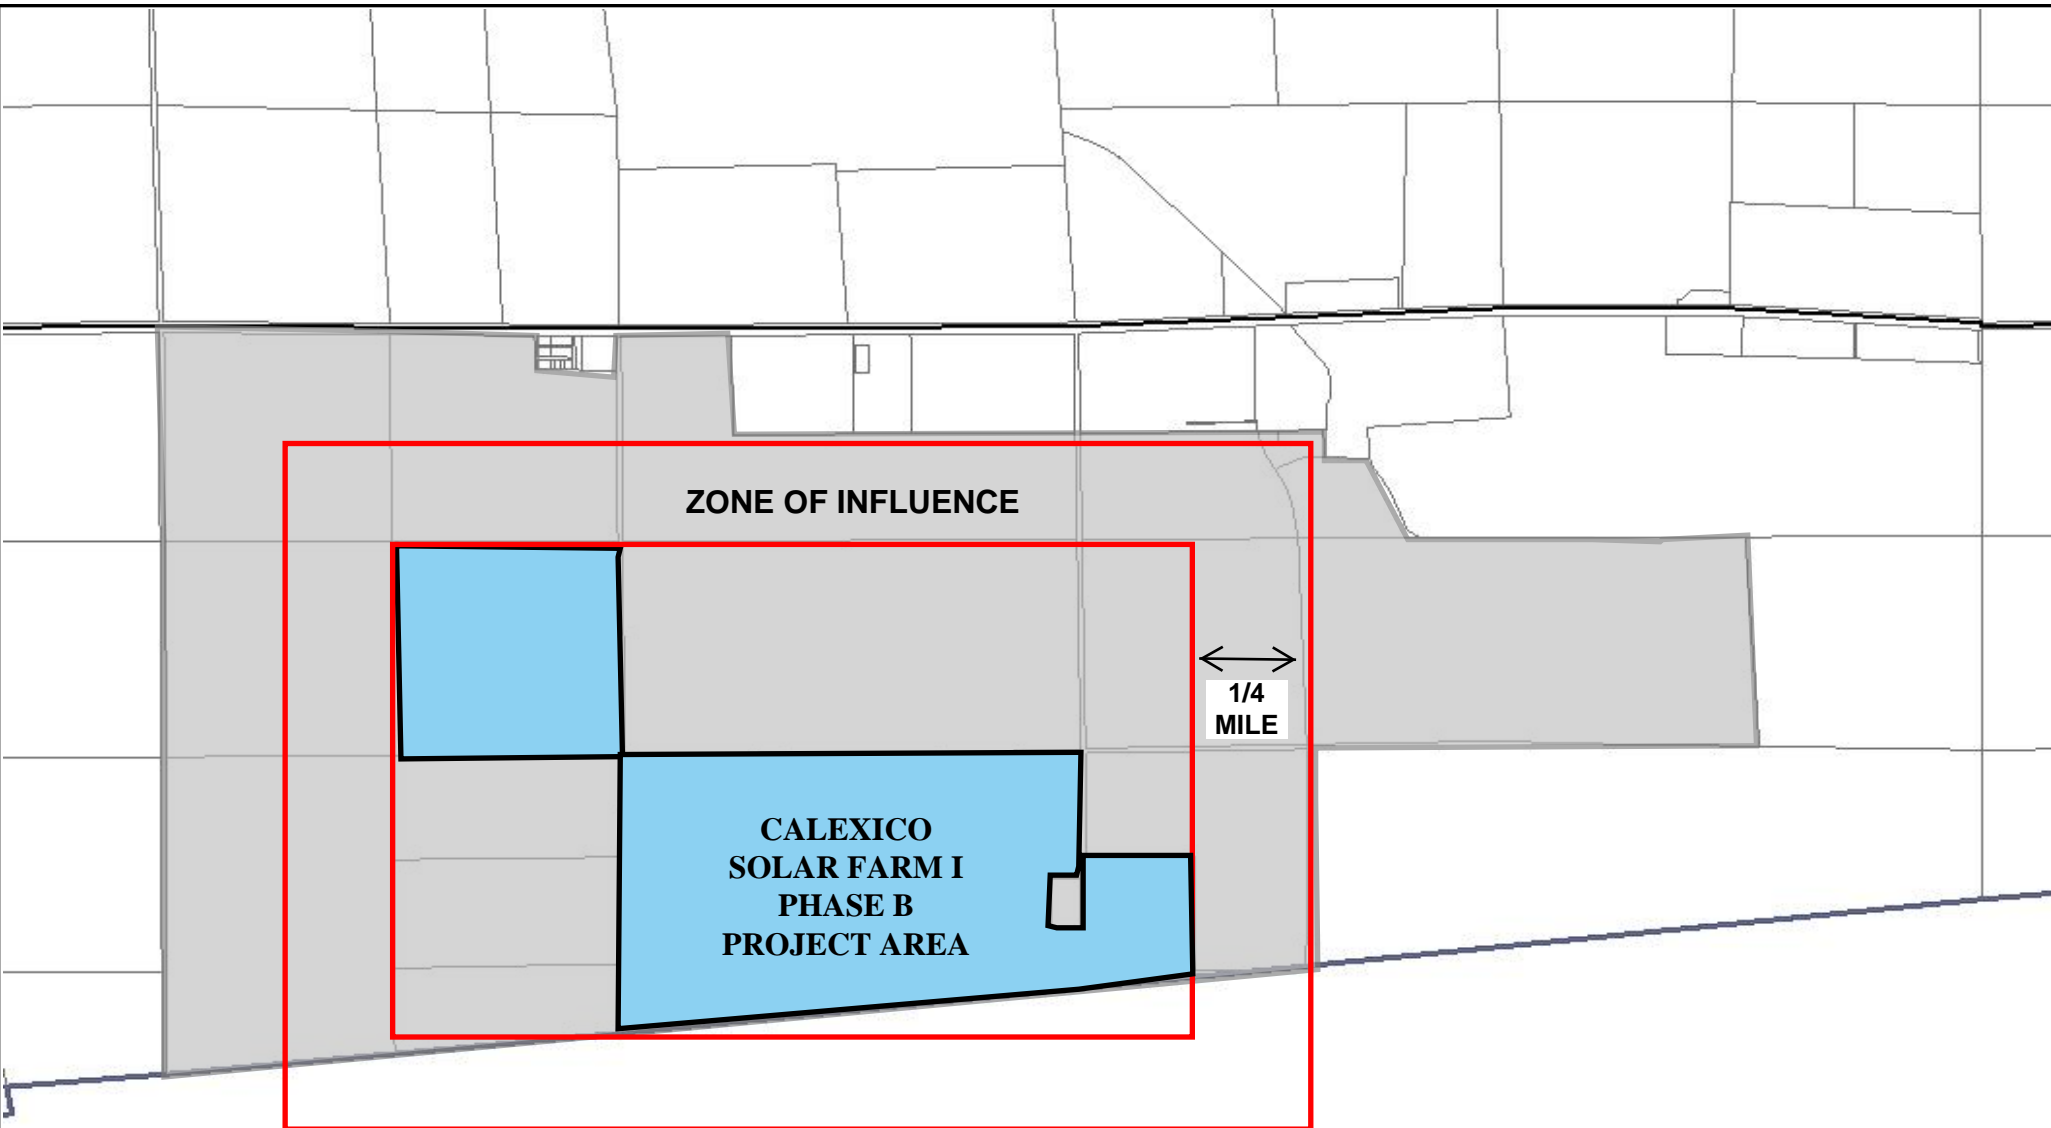 ZONE OF INFLUENCE
1/4
MILE
CALEXICO
SOLAR FARM I
PHASE B
PROJECT AREA